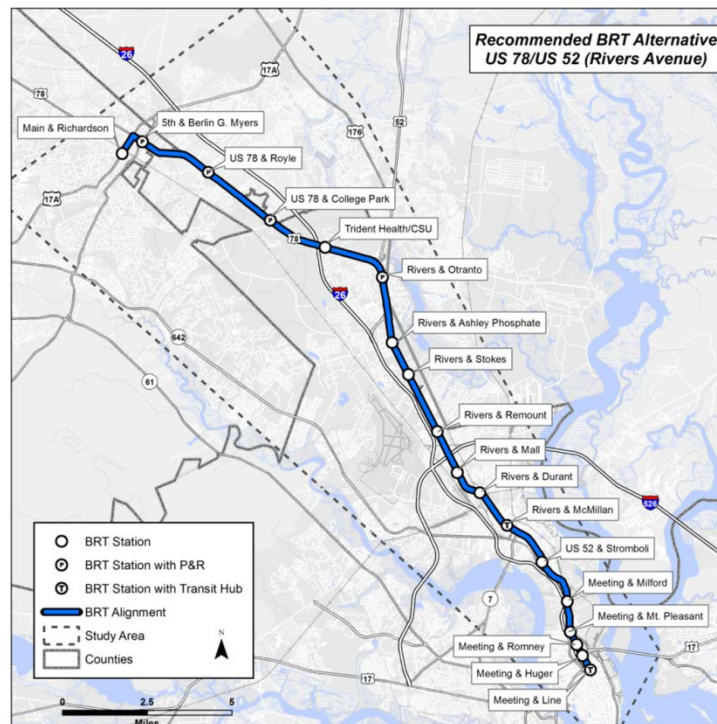 Recommended BRT Alternative
US 78/US 52 (Rivers Avenue)
26
17A
78
52
176
5th & Berlin G. Myers
Main & Richardson
US 78 & Royle
17A
US 78 & College Park
78
Trident Health/CSU
Rivers & Otranto
26
642
Rivers & Ashley Phosphate
61
Rivers & Stokes
Rivers & Remount
Rivers & Mall
Rivers & Durant
526
Rivers & McMillan
T
US 52 & Stromboli
7
Meeting & Milford
Meeting & Mt. Pleasant
Meeting & Romney
17
Meeting & Huger
17
T
Meeting & Line
BRT Station
P BRT Station with P&R
T BRT Station with Transit Hub
BRT Alignment
Study Area
Counties
N
0 2.5 5
Miles